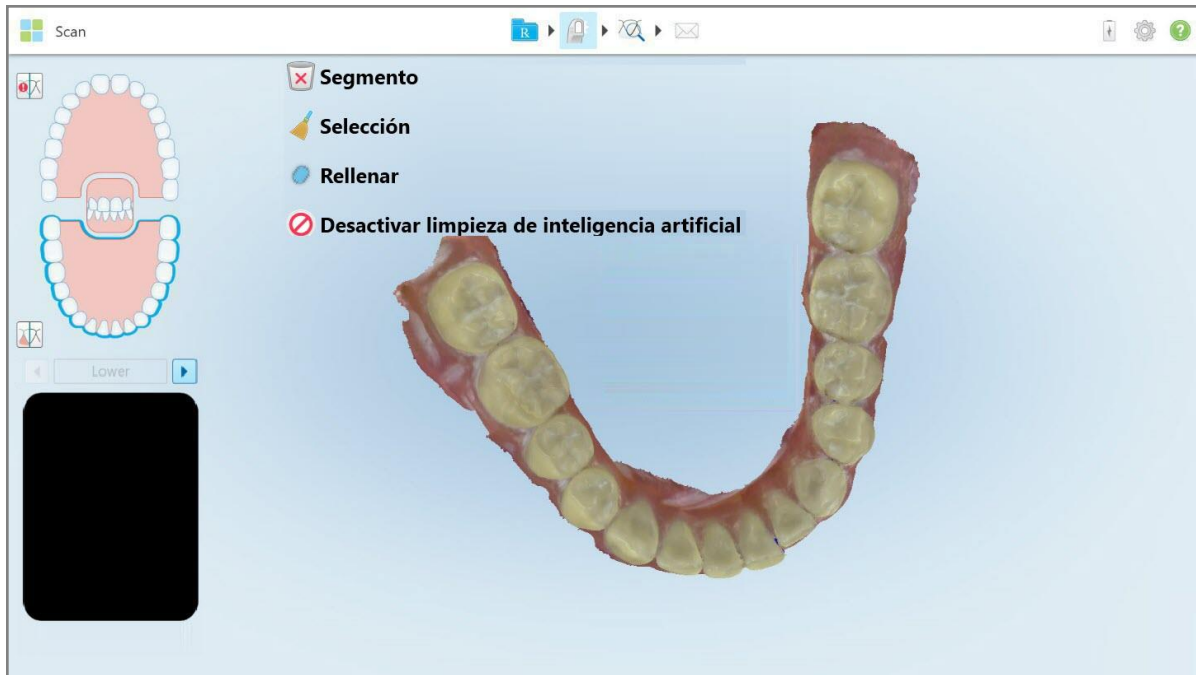 Scan
R
Segmento
Selección
Rellenar
Desactivar limpieza de inteligencia artificial
Lower